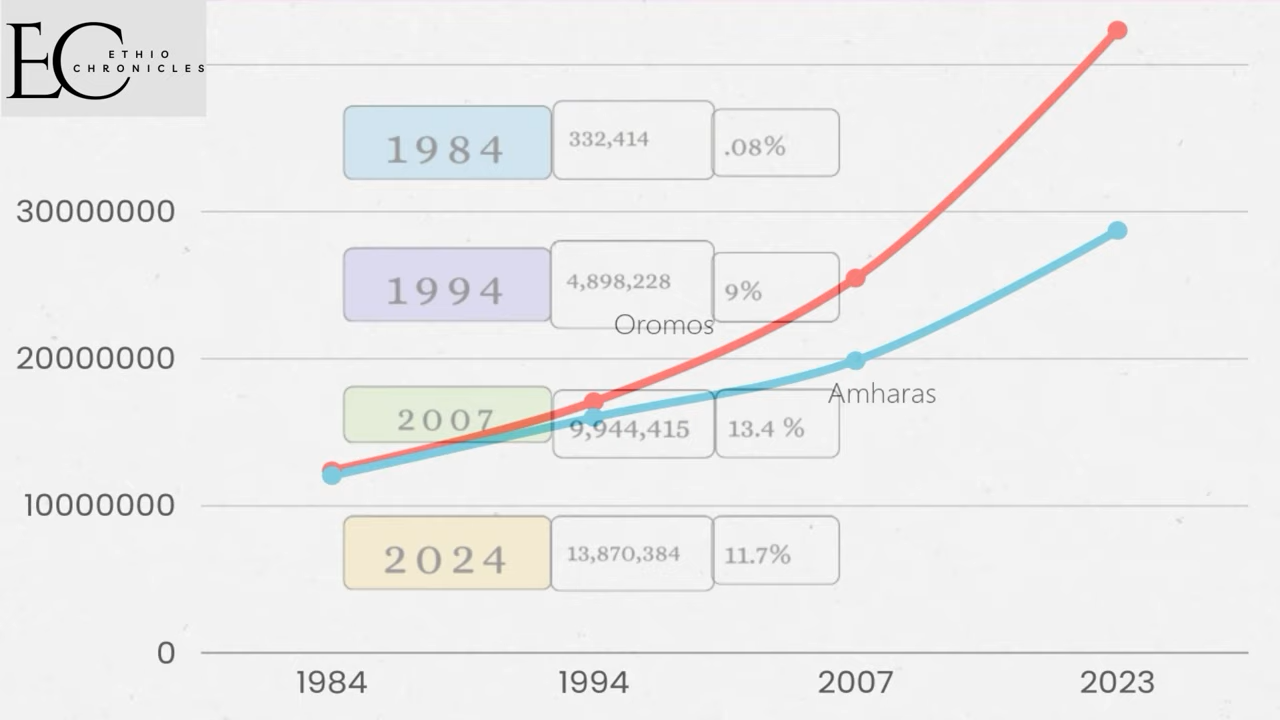 EC
ETHIO
CHRONICLES
1984 332,414 .08%
30000000
1994 4,898,228 9%
Oromos
20000000
Amharas
2007 9,944,415 13.4 %
10000000
2024 13,870,384 11.7%
0
1984 1994 2007 2023